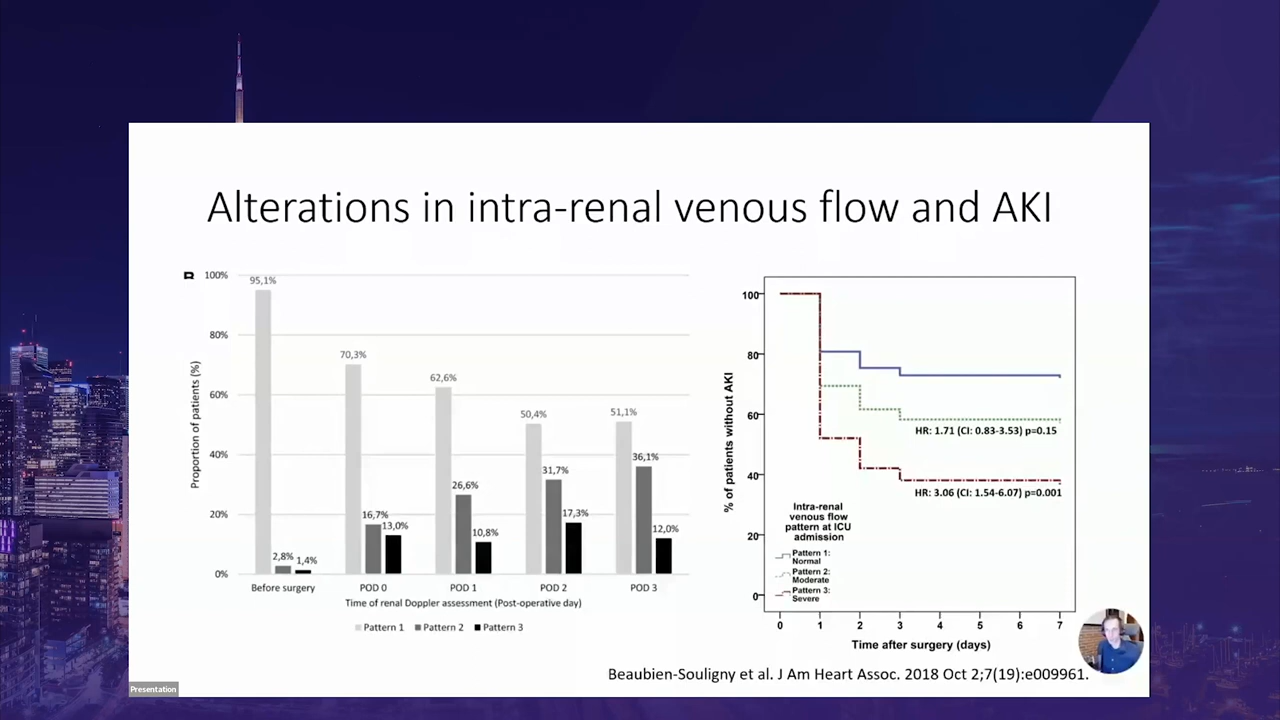 Alterations in intra-renal venous flow and AKI
100%
80%
60%
40%
20%
0%
Proportion of patients (%)
95,1%
2,8%
1,4%
70,3%
16,7%
13,0%
62,6%
26,6%
10,8%
50,4%
31,7%
17,3%
51,1%
36,1%
12,0%
Before surgery
POD 0
POD 1
POD 2
POD 3
Time of renal Doppler assessment (Post-operative day)
Pattern 1
Pattern 2
Pattern 3
% of patients without AKI
100
80
60
40
20
0
HR: 1.71 (CI: 0.83-3.53) p=0.15
HR: 3.06 (CI: 1.54-6.07) p=0.001
Intra-renal
venous flow
pattern at ICU
admission
Pattern 1:
Normal
Pattern 2:
Moderate
Pattern 3:
Severe
0 1 2 3 4 5 6 7
Time after surgery (days)
Beaubien-Souligny et al. J Am Heart Assoc. 2018 Oct 2;7(19):e009961.
Presentation